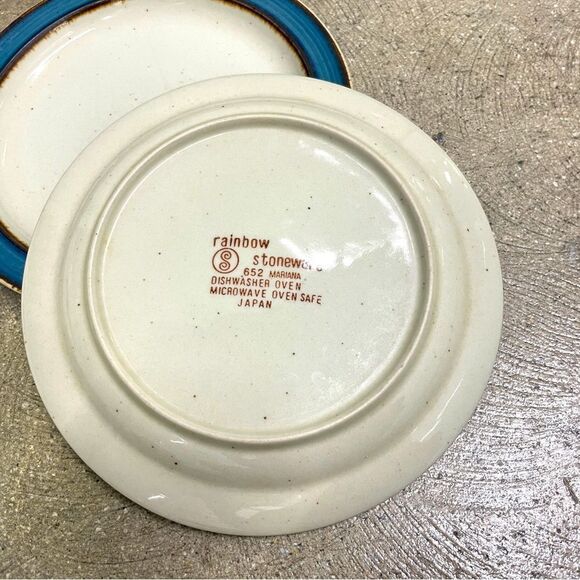 rainbow
S stoneware
652 MARIANA
DISHWASHER OVEN
MICROWAVE OVEN SAFE
JAPAN